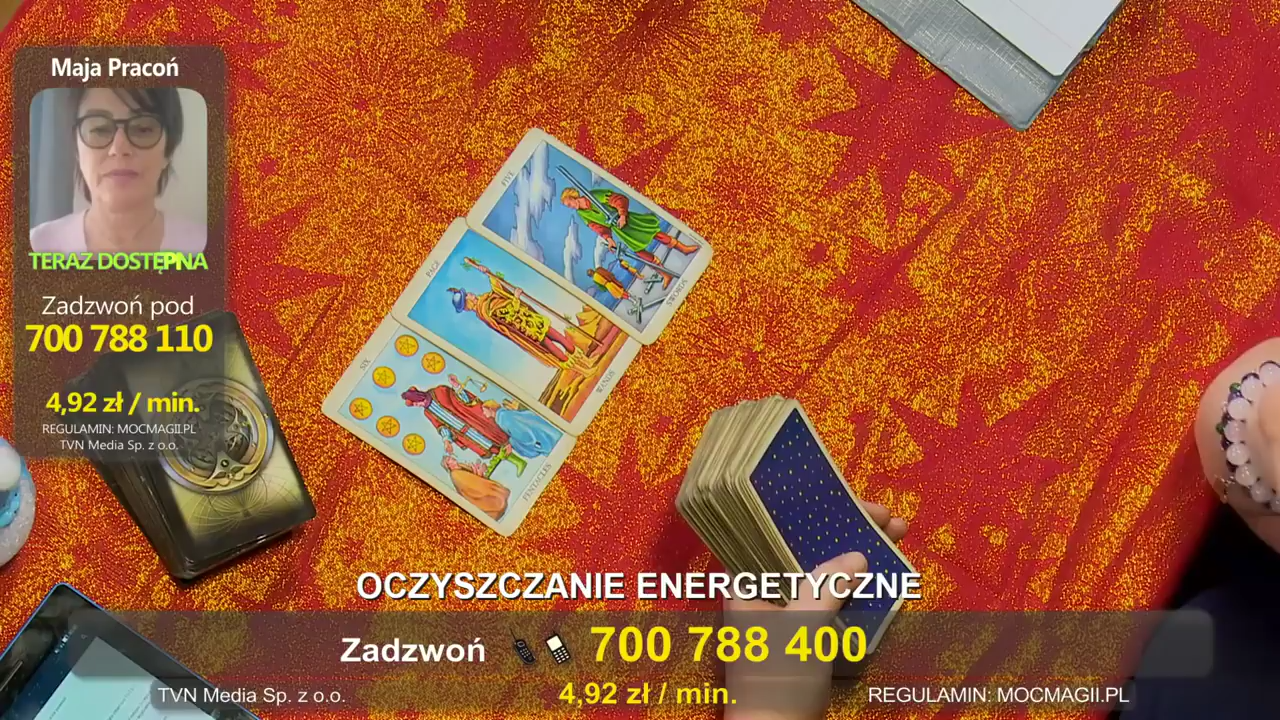 Maja Pracoń
TERAZ DOSTĘPNA
Zadzwoń pod
700 788 110
4,92 zł / min.
REGULAMIN: MOCMAGII.PL
TVN Media Sp. z o.o.
FIVE
SWORDS
PAGE
WANDS
SIX
PENTACLES
OCZYSZCZANIE ENERGETYCZNE
Zadzwoń 700 788 400
TVN Media Sp. z o.o. 4,92 zł / min. REGULAMIN: MOCMAGII.PL